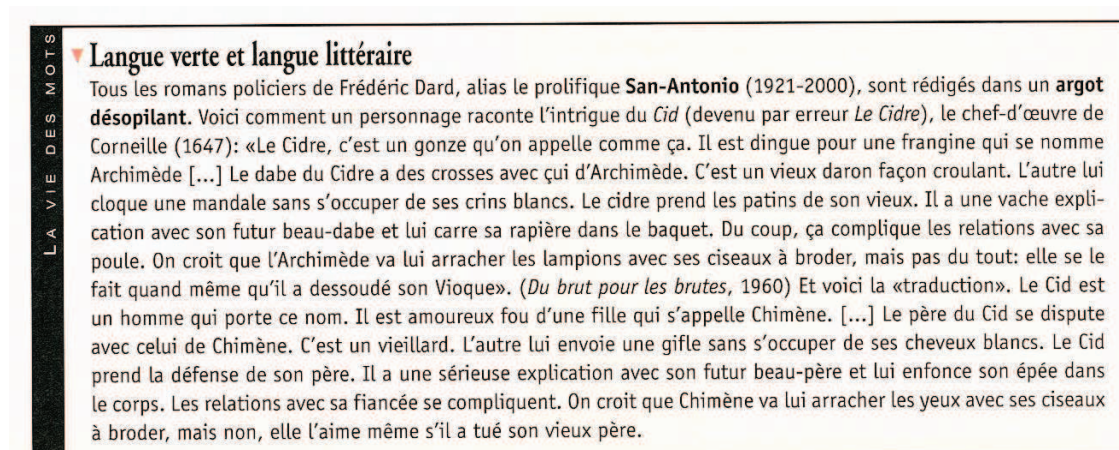 LA VIE DES MOTS
Langue verte et langue littéraire
Tous les romans policiers de Frédéric Dard, alias le prolifique San-Antonio (1921-2000), sont rédigés dans un argot
désopilant. Voici comment un personnage raconte l'intrigue du Cid (devenu par erreur Le Cidre), le chef-d'œuvre de
Corneille (1647): «Le Cidre, c'est un gonze qu'on appelle comme ça. Il est dingue pour une frangine qui se nomme
Archimède [...] Le dabe du Cidre a des crosses avec çui d'Archimède. C'est un vieux daron façon croulant. L'autre lui
cloque une mandale sans s'occuper de ses crins blancs. Le cidre prend les patins de son vieux. Il a une vache expli-
cation avec son futur beau-dabe et lui carre sa rapière dans le baquet. Du coup, ça complique les relations avec sa
poule. On croit que l'Archimède va lui arracher les lampions avec ses ciseaux à broder, mais pas du tout: elle se le
fait quand même qu'il a dessoudé son Vioque». (Du brut pour les brutes, 1960) Et voici la «traduction». Le Cid est
un homme qui porte ce nom. Il est amoureux fou d'une fille qui s'appelle Chimène. [...] Le père du Cid se dispute
avec celui de Chimène. C'est un vieillard. L'autre lui envoie une gifle sans s'occuper de ses cheveux blancs. Le Cid
prend la défense de son père. Il a une sérieuse explication avec son futur beau-père et lui enfonce son épée dans
le corps. Les relations avec sa fiancée se compliquent. On croit que Chimène va lui arracher les yeux avec ses ciseaux
à broder, mais non, elle l'aime même s'il a tué son vieux père.